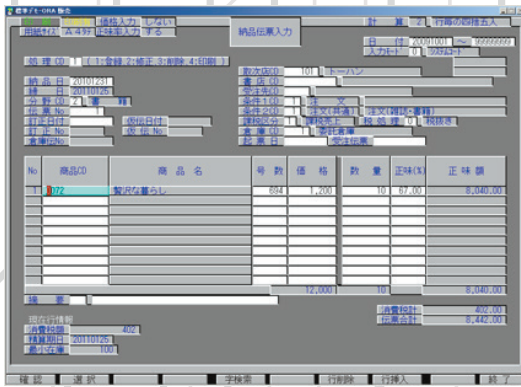 標準デモ-ORA 販売
価格入力 しない 計 算 2 行毎の四捨五入
用紙サイズ A4タテ 正味率入力 する
納品伝票入力
日 付 20091001 ～ 99999999
入力モード 0 システムコード
処 理 CD 1 (1:登録,2:修正,3:削除,4:印刷)
取次店CD 101 トーハン
納 品 日 20101231 書 店 CD
締 日 20110125 受注先CD
分 野 CD 2 書 籍 条件1CD 1 注 文
伝 票 No 1 条件2CD 1 注文(共通) 注文(雑誌・書籍)
訂正日付 仮伝日付 課税区分 1 課税売上 税 処 理 0 税抜き
訂 正 No 仮 伝 No 倉 庫 CD 1 委託倉庫
倉庫伝No 起 票 日 受注伝票
No 商品CD 商 品 名 号 数 価 格 数 量 正味(%) 正 味 額
1 072 贅沢な暮らし 694 1,200 10 67.00 8,040.00
12,000 10 8,040.00
摘 要
現在行情報 消費税計 402.00
消費税額 402 伝票合計 8,442.00
精算期日 20110125
最小在庫 100
確 認 選 択 字検索 行削除 行挿入 終 了